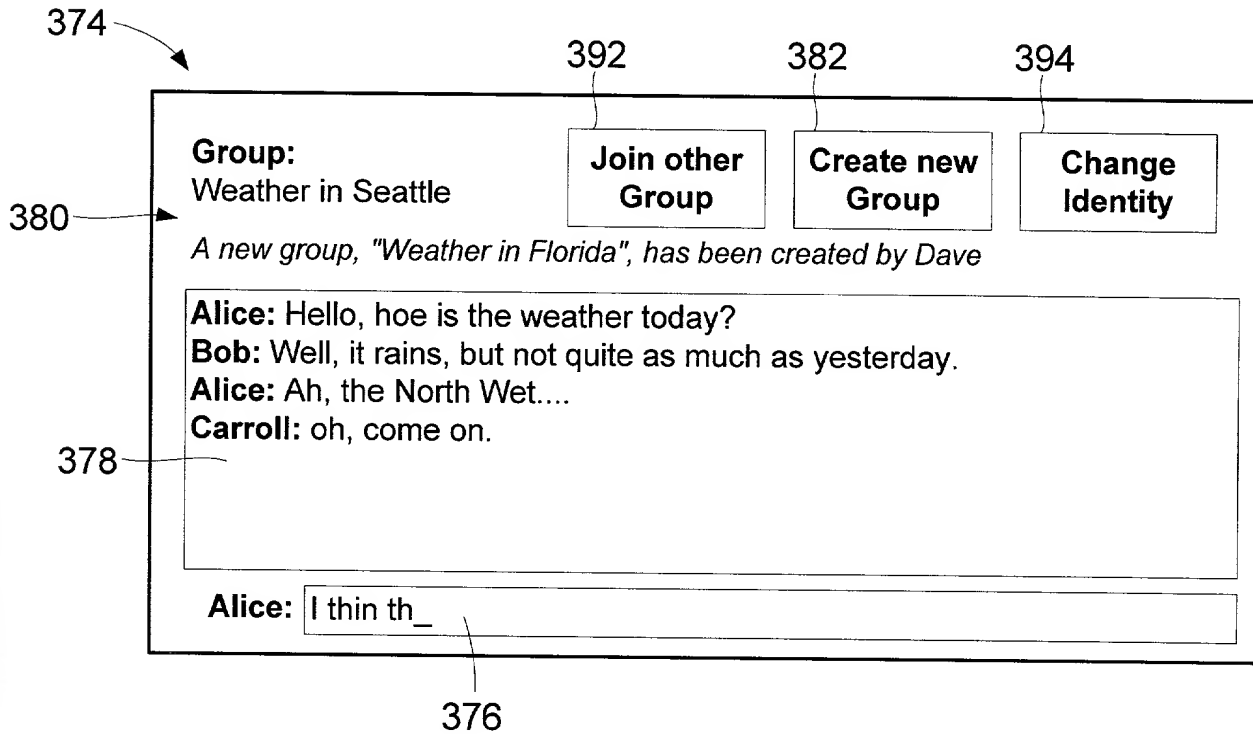 374
392 382 394
Group:
Weather in Seattle
Join other
Group
Create new
Group
Change
Identity
380
A new group, "Weather in Florida", has been created by Dave
Alice: Hello, hoe is the weather today?
Bob: Well, it rains, but not quite as much as yesterday.
Alice: Ah, the North Wet....
Carroll: oh, come on.
378
Alice: I thin th_
376